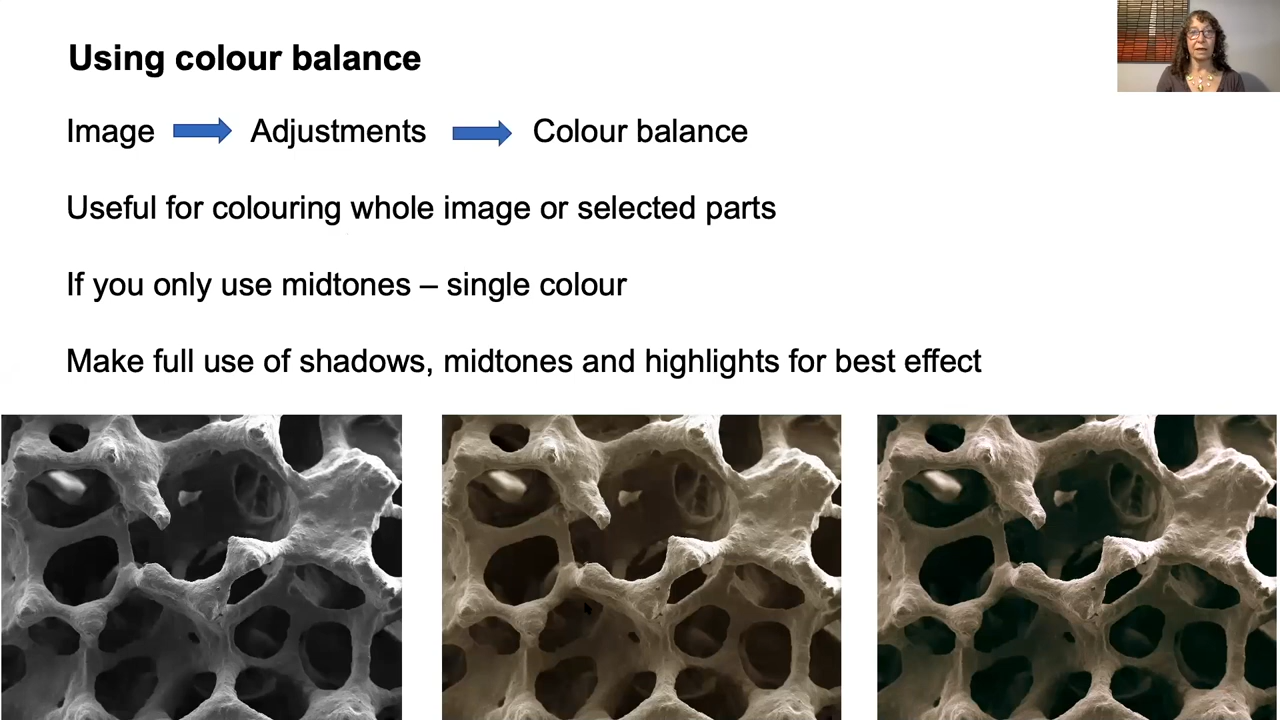 Using colour balance
Image Adjustments Colour balance
Useful for colouring whole image or selected parts
If you only use midtones – single colour
Make full use of shadows, midtones and highlights for best effect